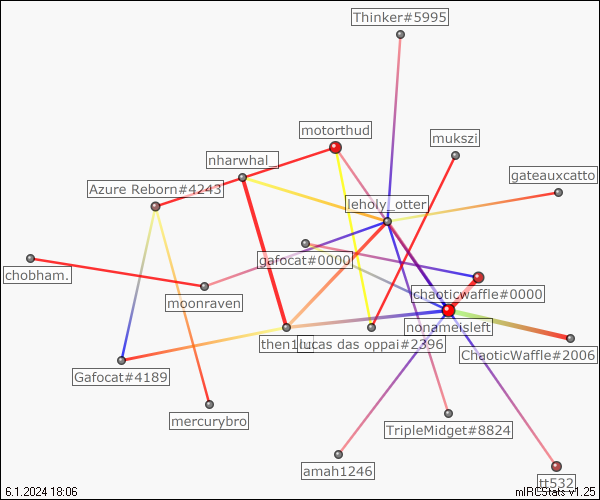 Thinker#5995
motorthud
mukszi
nharwhal_
gateauxcatto
Azure Reborn#4243
leholy_otter
gafocat#0000
chobham.
chaoticwaffle#0000
moonraven
nonameisleft
lucas das oppai#2396
ChaoticWaffle#2006
Gafocat#4189
mercurybro
TripleMidget#8824
amah1246
tt532
6.1.2024 18:06
mIRCStats v1.25